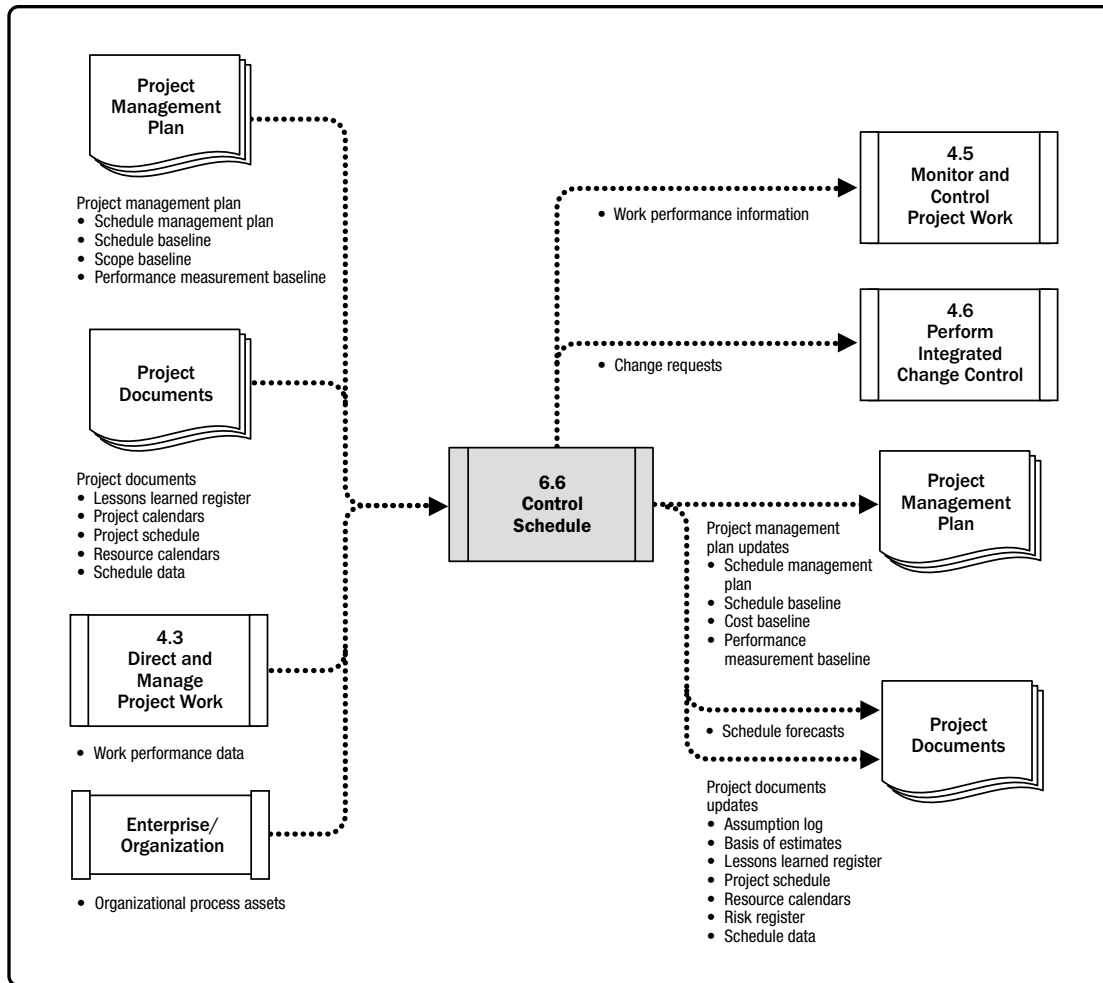 Project
Management
Plan
Project management plan
• Schedule management plan
• Schedule baseline
• Scope baseline
• Performance measurement baseline
Project
Documents
Project documents
• Lessons learned register
• Project calendars
• Project schedule
• Resource calendars
• Schedule data
4.3
Direct and
Manage
Project Work
• Work performance data
Enterprise/
Organization
• Organizational process assets
6.6
Control
Schedule
• Work performance information
4.5
Monitor and
Control
Project Work
• Change requests
4.6
Perform
Integrated
Change Control
Project
Management
Plan
Project management
plan updates
• Schedule management
plan
• Schedule baseline
• Cost baseline
• Performance
measurement baseline
• Schedule forecasts
Project
Documents
Project documents
updates
• Assumption log
• Basis of estimates
• Lessons learned register
• Project schedule
• Resource calendars
• Risk register
• Schedule data